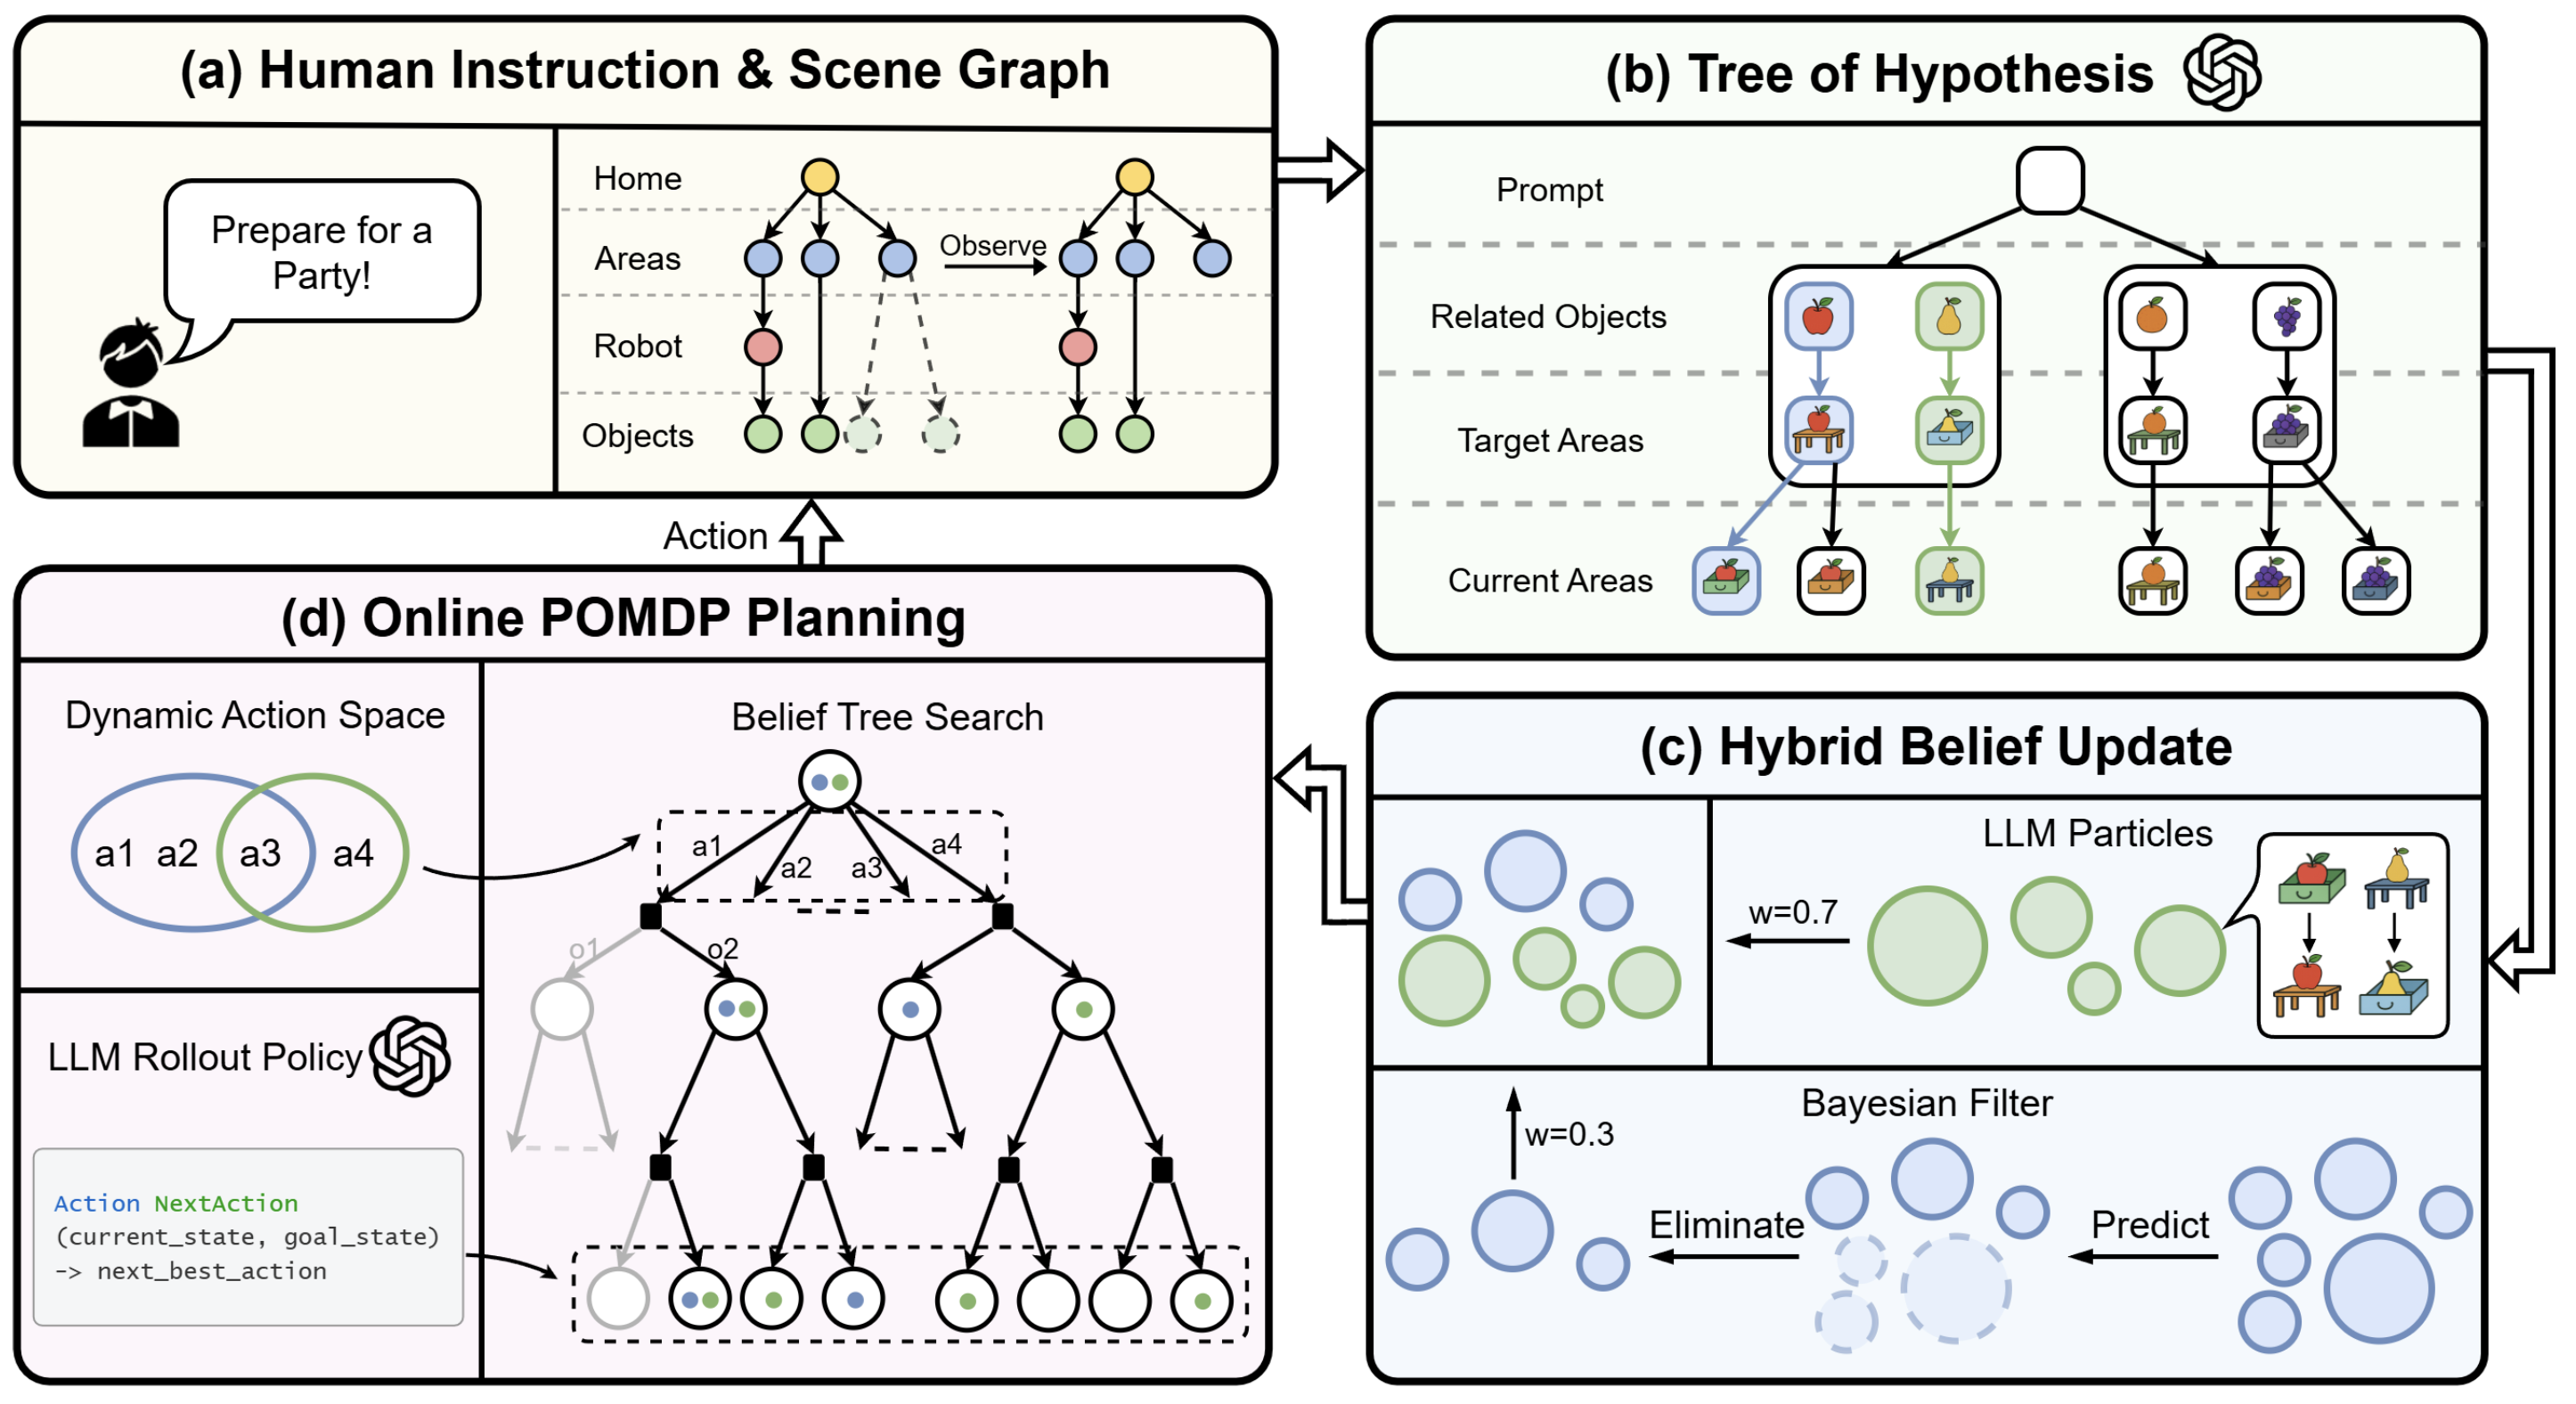 (a) Human Instruction & Scene Graph
Prepare for a
Party!
Home
Areas
Robot
Objects
Observe
(b) Tree of Hypothesis
Prompt
Related Objects
Target Areas
Current Areas
(c) Hybrid Belief Update
LLM Particles
w=0.7
w=0.3
Bayesian Filter
Eliminate
Predict
Action
(d) Online POMDP Planning
Dynamic Action Space
a1 a2 a3 a4
LLM Rollout Policy
Action NextAction
(current_state, goal_state)
-> next_best_action
Belief Tree Search
a1
a2
a3
a4
o1
o2